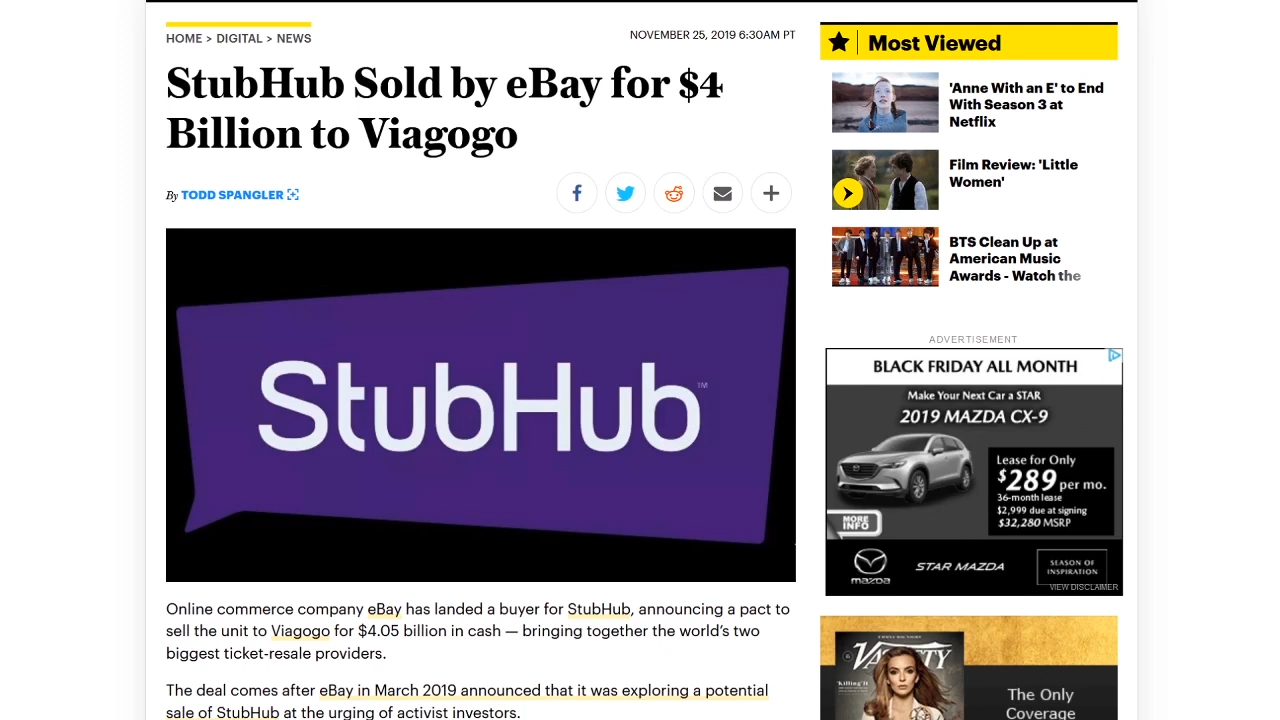 HOME > DIGITAL > NEWS
NOVEMBER 25, 2019 6:30AM PT
StubHub Sold by eBay for $4
Billion to Viagogo
By TODD SPANGLER
StubHub™
Online commerce company eBay has landed a buyer for StubHub, announcing a pact to
sell the unit to Viagogo for $4.05 billion in cash — bringing together the world's two
biggest ticket-resale providers.
The deal comes after eBay in March 2019 announced that it was exploring a potential
sale of StubHub at the urging of activist investors.
Most Viewed
'Anne With an E' to End
With Season 3 at
Netflix
Film Review: 'Little
Women'
BTS Clean Up at
American Music
Awards - Watch the
ADVERTISEMENT
BLACK FRIDAY ALL MONTH
Make Your Next Car a STAR
2019 MAZDA CX-9
Lease for Only
$289 per mo.
36-month lease
$2,999 due at signing
$32,280 MSRP
MORE
INFO
mazda
STAR MAZDA
SEASON OF
INSPIRATION
VIEW DISCLAIMER
VARIETY
'Killing It'
The Only
Coverage